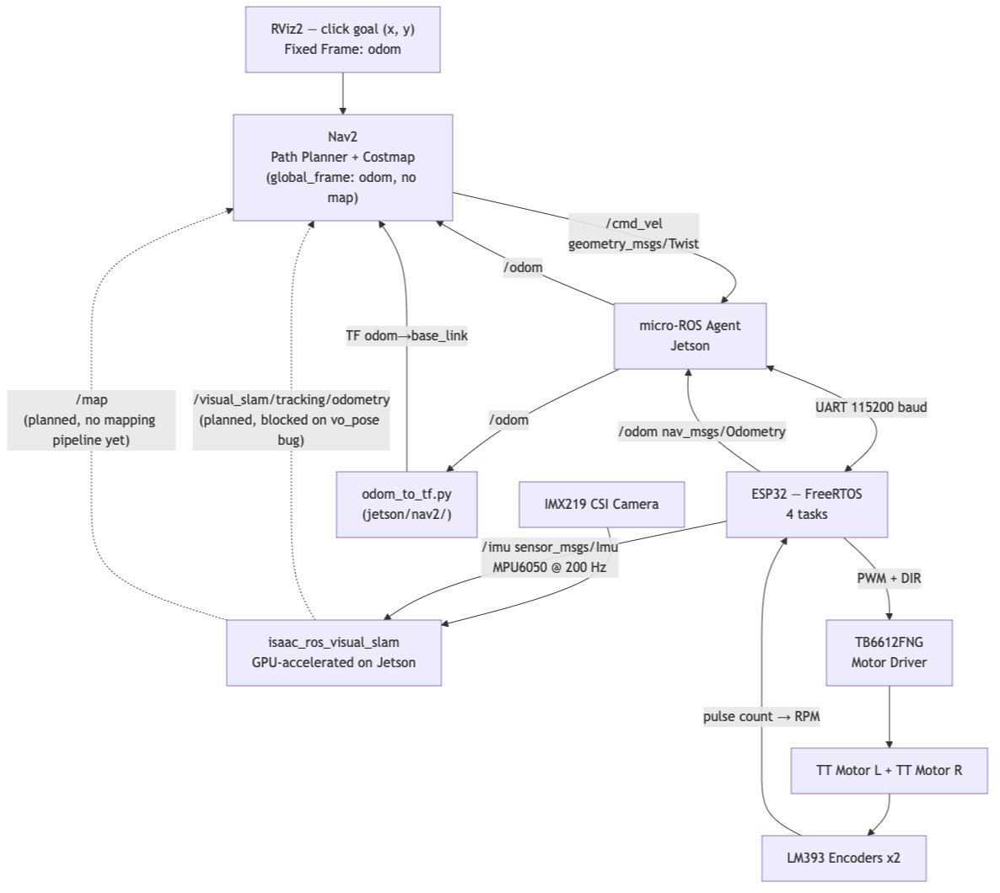 RViz2 — click goal (x, y)
Fixed Frame: odom
Nav2
Path Planner + Costmap
(global_frame: odom, no
map)
/cmd_vel
geometry_msgs/Twist
/odom
micro-ROS Agent
Jetson
TF odom→base_link
/map
(planned, no mapping
pipeline yet)
/visual_slam/tracking/odometry
(planned, blocked on vo_pose
bug)
/odom
UART 115200 baud
/odom nav_msgs/Odometry
odom_to_tf.py
(jetson/nav2/)
IMX219 CSI Camera
ESP32 — FreeRTOS
4 tasks
/imu sensor_msgs/Imu
MPU6050 @ 200 Hz
PWM + DIR
isaac_ros_visual_slam
GPU-accelerated on Jetson
TB6612FNG
Motor Driver
pulse count → RPM
TT Motor L + TT Motor R
LM393 Encoders x2